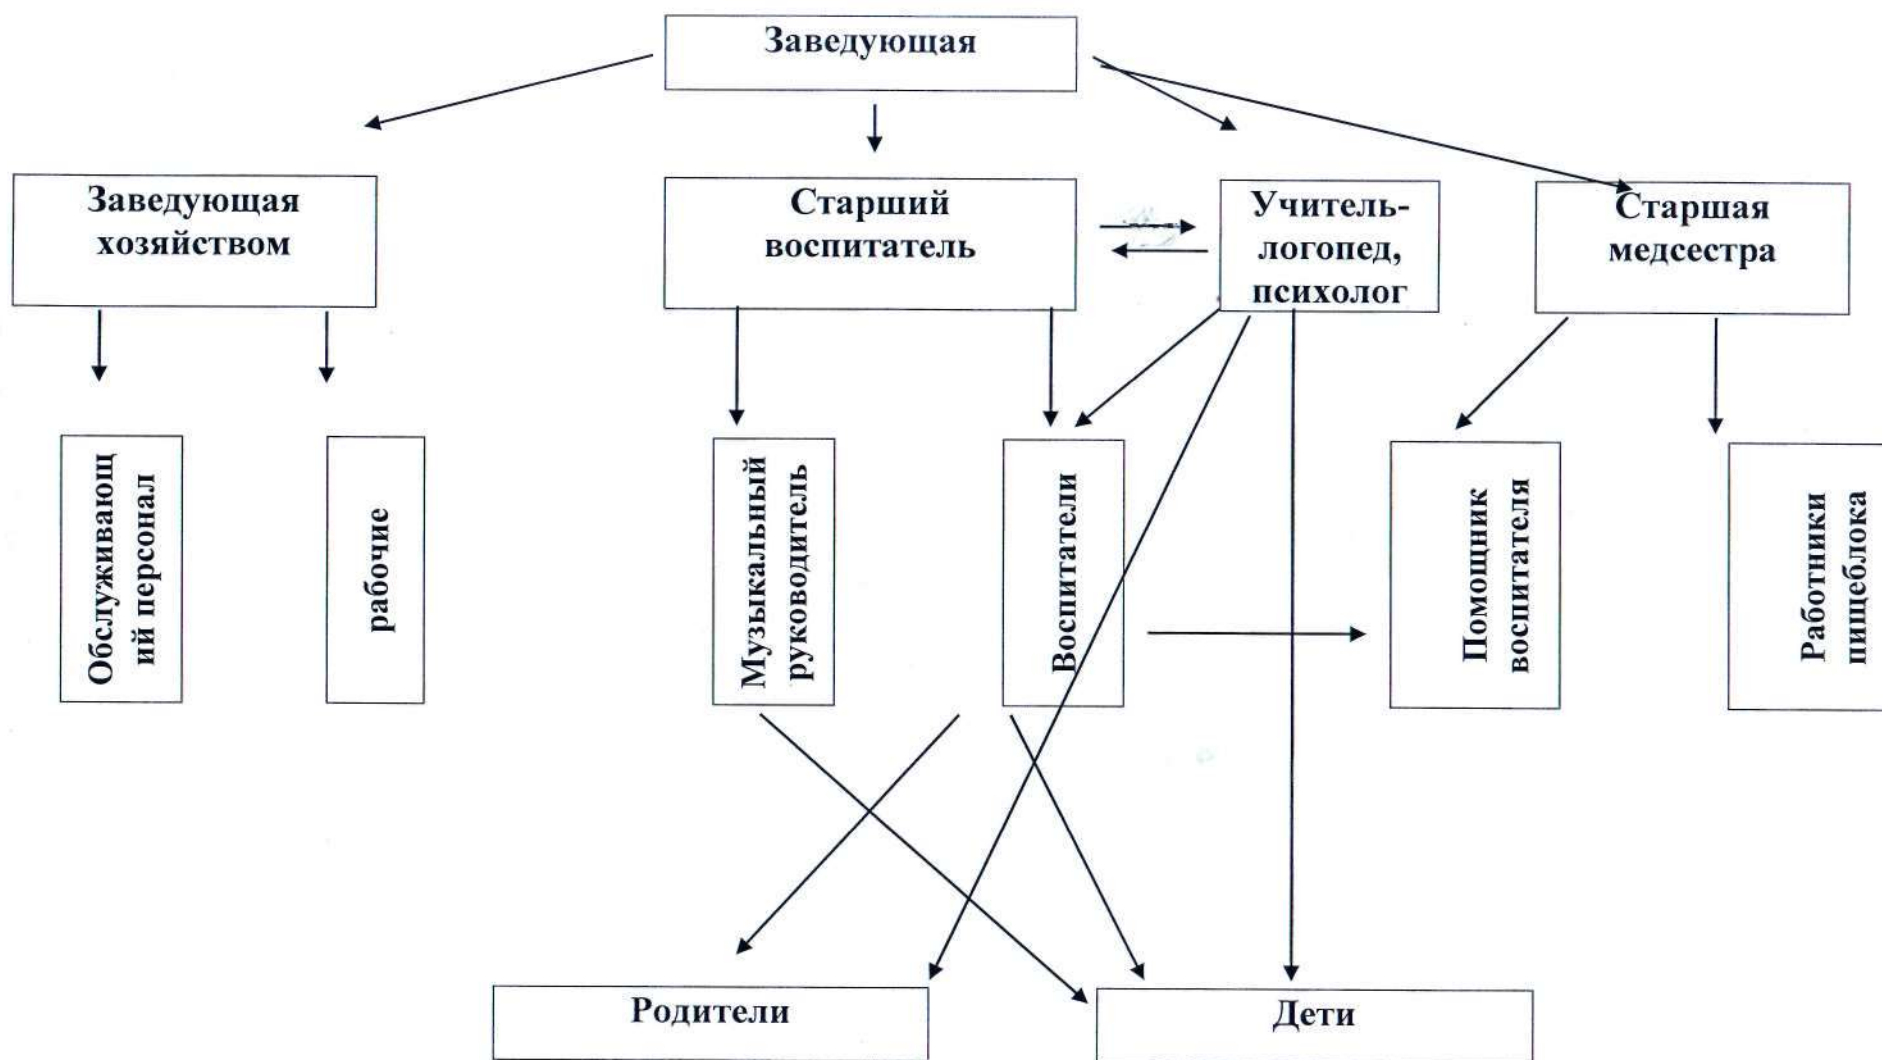 Заведующая
Заведующая
хозяйством
Старший
воспитатель
Учитель-
логопед,
психолог
Старшая
медсестра
Обслуживающ
ий персонал
рабочие
Музыкальный
руководитель
Воспитатели
Помощник
воспитателя
Работники
пищеблока
Родители
Дети